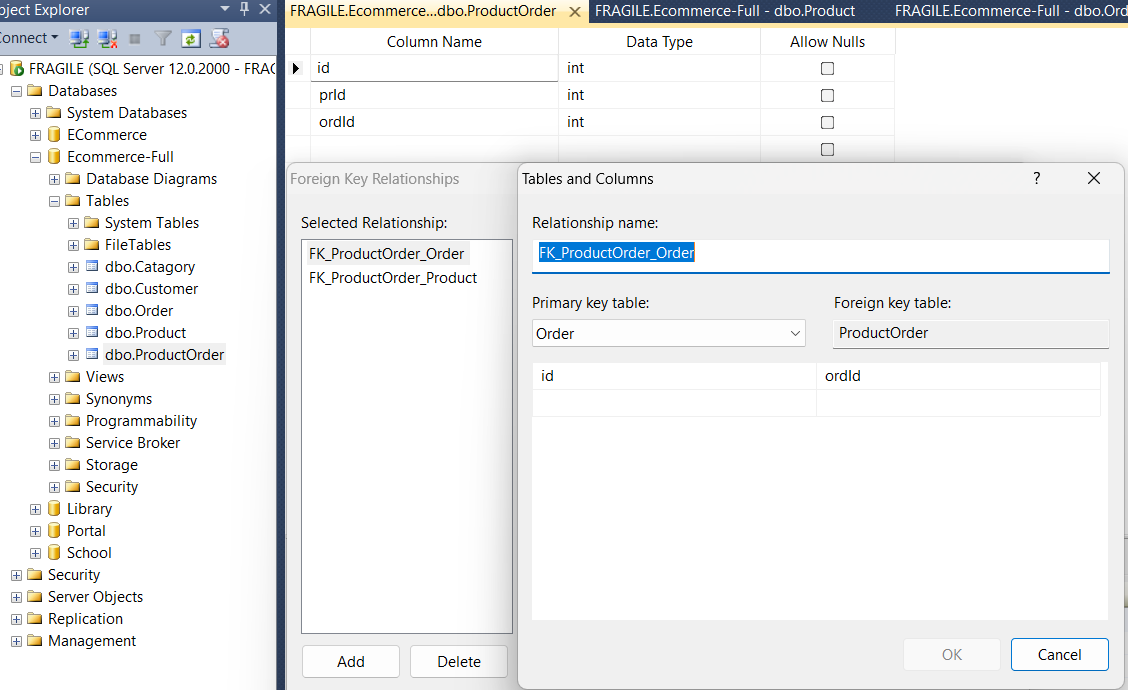 bject Explorer
FRAGILE.Ecommerce...dbo.ProductOrder
FRAGILE.Ecommerce-Full - dbo.Product
FRAGILE.Ecommerce-Full - dbo.Ord
Connect
FRAGILE (SQL Server 12.0.2000 - FRAG
Databases
System Databases
ECommerce
Ecommerce-Full
Database Diagrams
Tables
System Tables
FileTables
dbo.Catagory
dbo.Customer
dbo.Order
dbo.Product
dbo.ProductOrder
Views
Synonyms
Programmability
Service Broker
Storage
Security
Library
Portal
School
Security
Server Objects
Replication
Management
Column Name Data Type Allow Nulls
id int
prId int
ordId int
Foreign Key Relationships
Selected Relationship:
FK_ProductOrder_Order
FK_ProductOrder_Product
Add Delete
Tables and Columns ?
Relationship name:
FK_ProductOrder_Order
Primary key table: Foreign key table:
Order ProductOrder
id ordId
OK Cancel